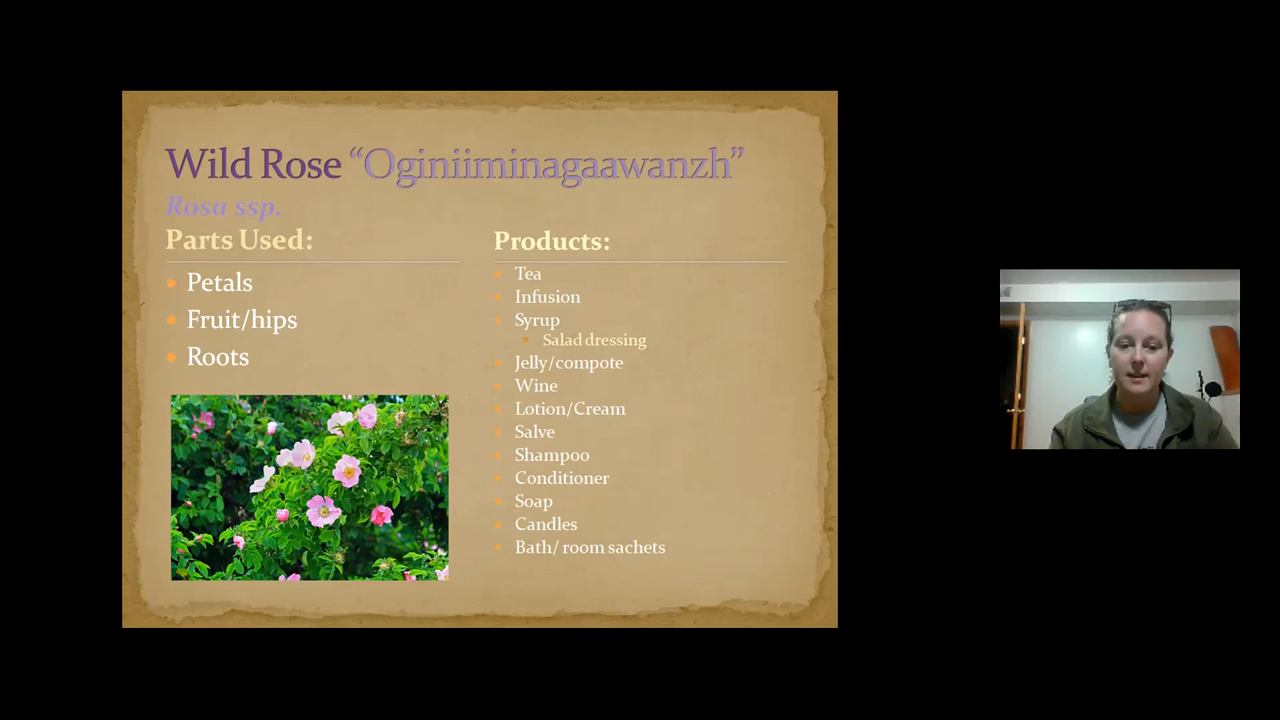 Wild Rose “Oginiiminagaawanzh”
Rosa ssp.
Parts Used:
Petals
Fruit/hips
Roots
Products:
Tea
Infusion
Syrup
Salad dressing
Jelly/compote
Wine
Lotion/Cream
Salve
Shampoo
Conditioner
Soap
Candles
Bath/ room sachets